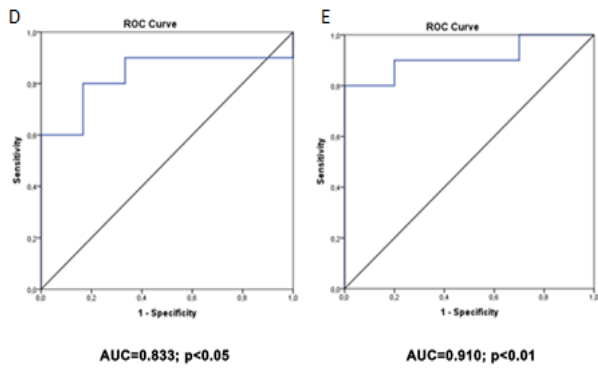 D
ROC Curve
1,0
0,8
0,6
0,4
0,2
0,0
Sensitivity
0,0 0,2 0,4 0,6 0,8 1,0
1 - Specificity
AUC=0.833; p<0.05
E
ROC Curve
1,0
0,8
0,6
0,4
0,2
0,0
Sensitivity
0,0 0,2 0,4 0,6 0,8 1,0
1 - Specificity
AUC=0.910; p<0.01